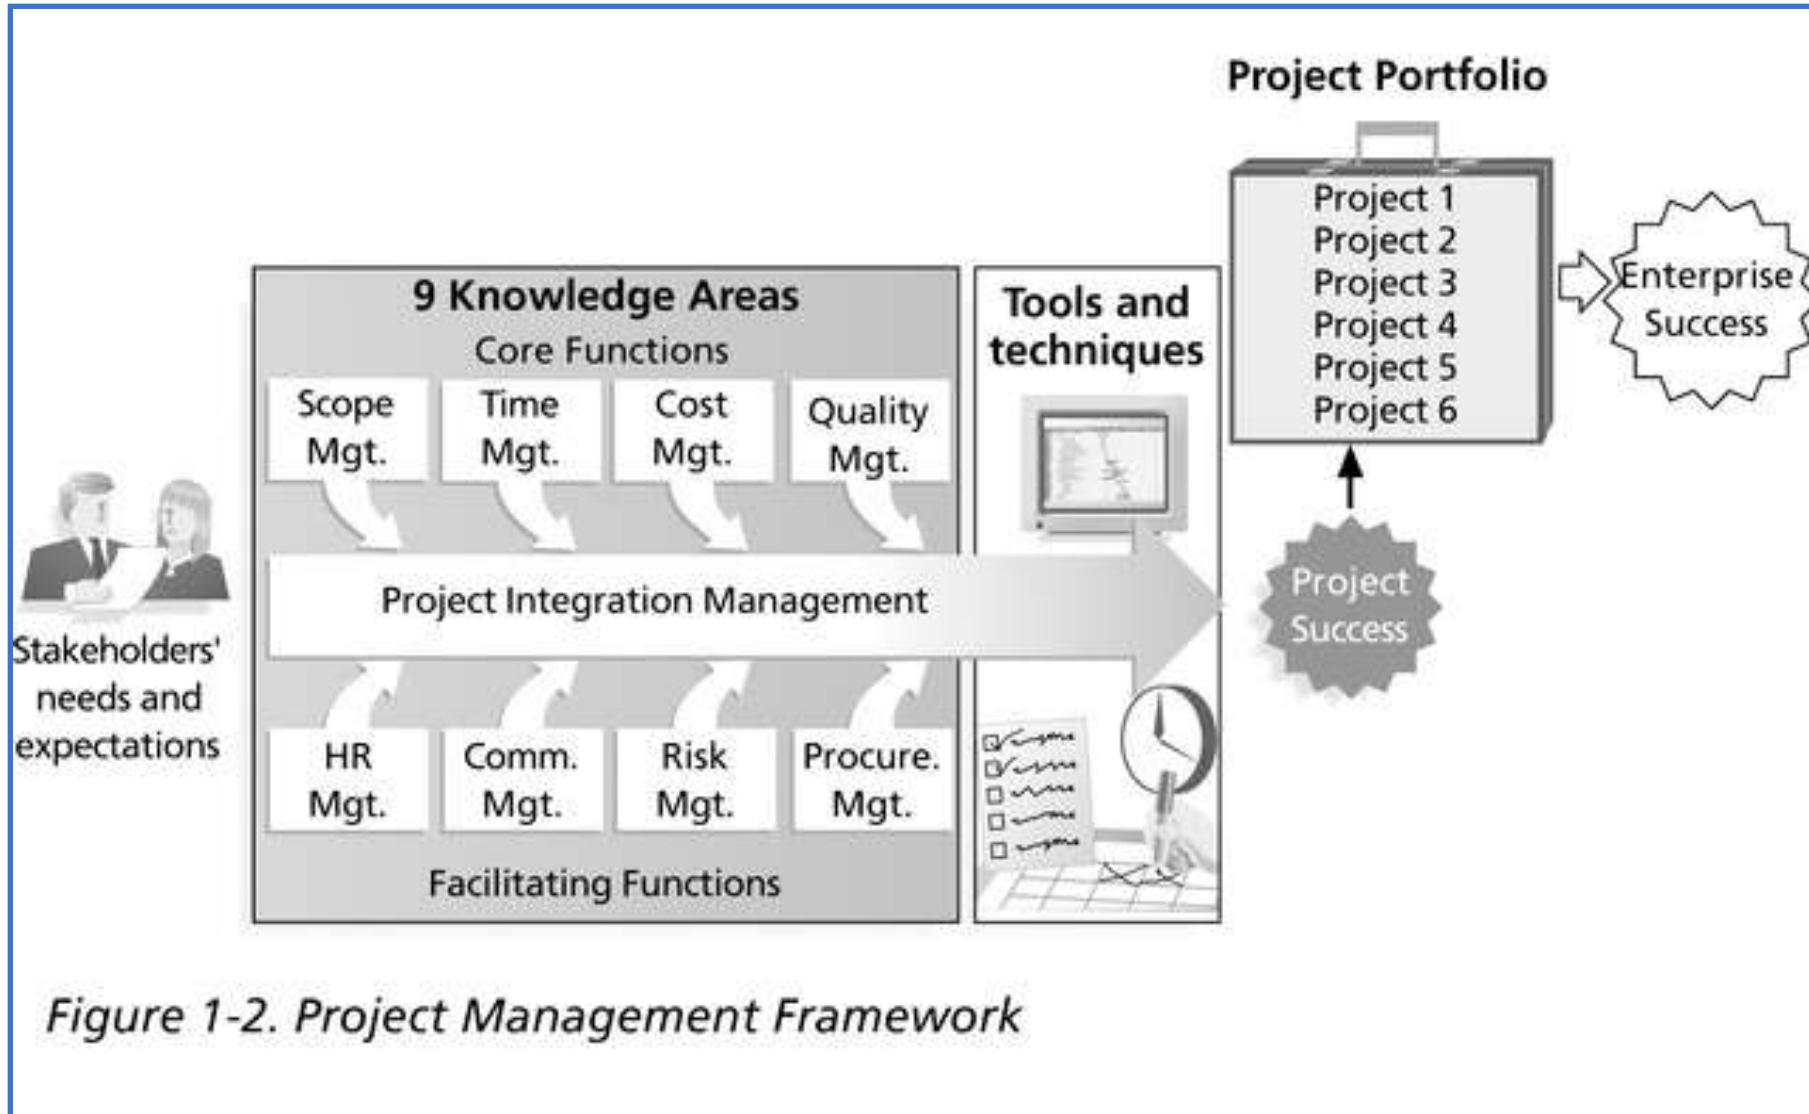 Project Portfolio
Project 1
Project 2
Project 3
Project 4
Project 5
Project 6
Enterprise
Success
9 Knowledge Areas
Core Functions
Scope
Mgt.
Time
Mgt.
Cost
Mgt.
Quality
Mgt.
Tools and
techniques
Project Integration Management
Project
Success
Stakeholders'
needs and
expectations
HR
Mgt.
Comm.
Mgt.
Risk
Mgt.
Procure.
Mgt.
Facilitating Functions
Figure 1-2. Project Management Framework